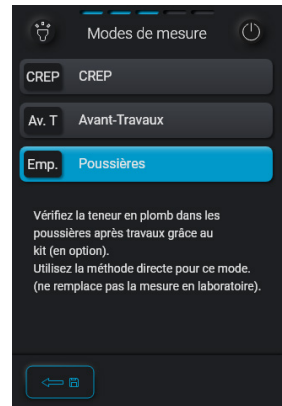 Modes de mesure
CREP CREP
Av. T Avant-Travaux
Emp. Poussières
Vérifiez la teneur en plomb dans les
poussières après travaux grâce au
kit (en option).
Utilisez la méthode directe pour ce mode.
(ne remplace pas la mesure en laboratoire).